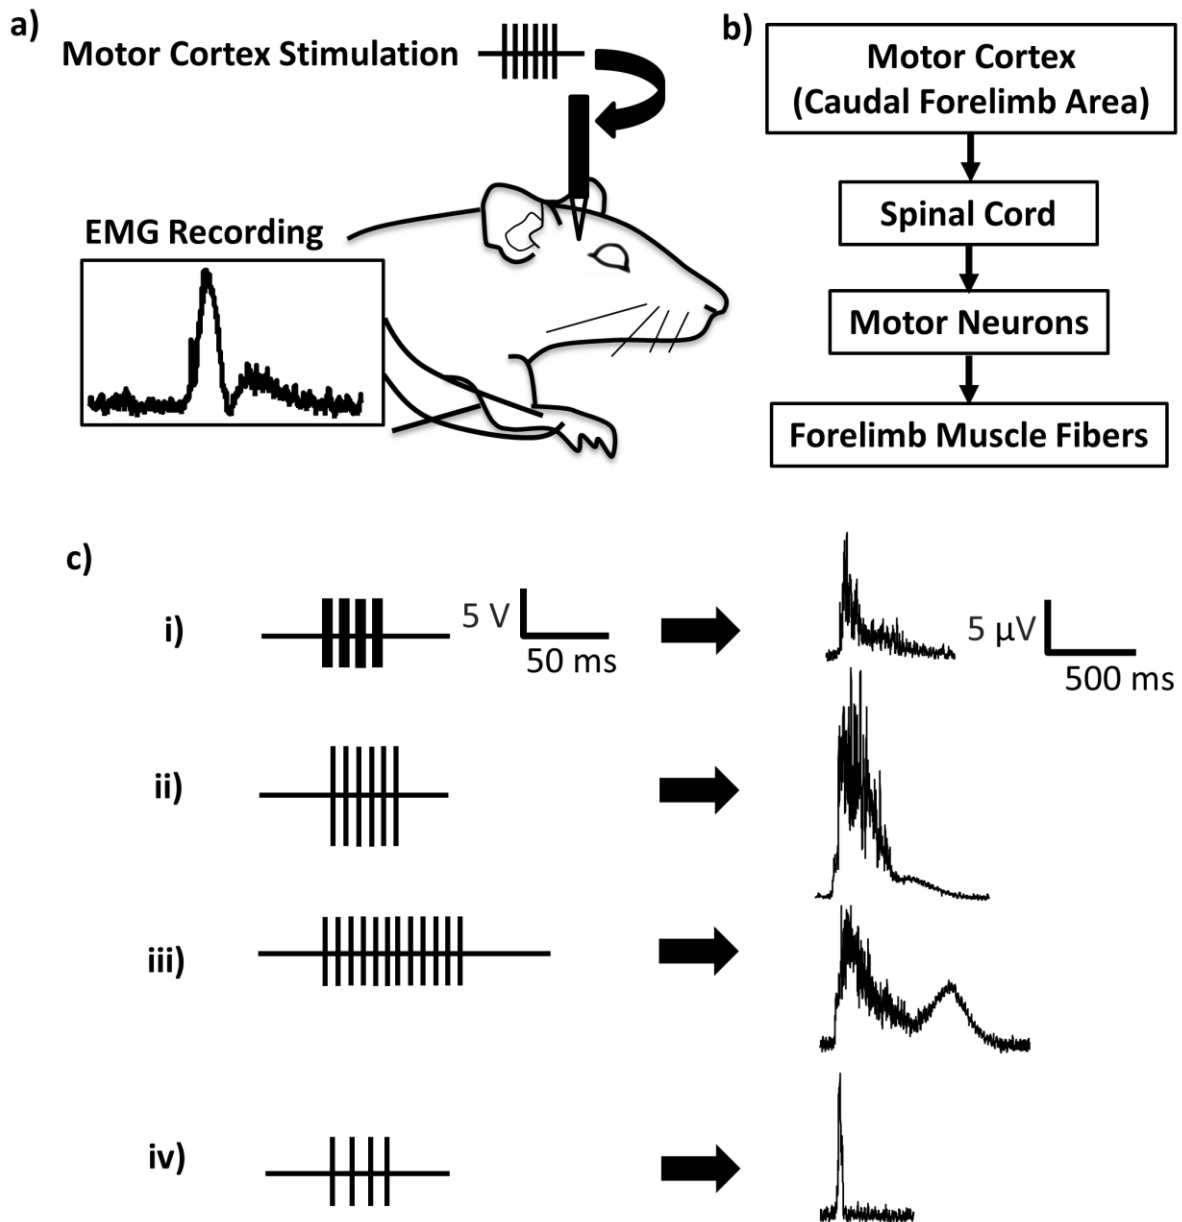 a)
Motor Cortex Stimulation
EMG Recording
b)
Motor Cortex
(Caudal Forelimb Area)
Spinal Cord
Motor Neurons
Forelimb Muscle Fibers
c)
i)
5 V
50 ms
5 µV
500 ms
ii)
iii)
iv)